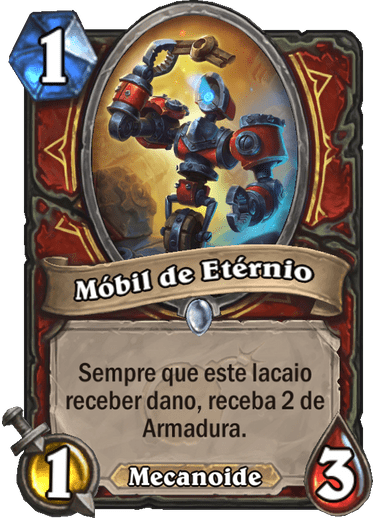 1
Móbil de Etérnio
Sempre que este lacaio
receber dano, receba 2 de
Armadura.
1
Mecanoide
3